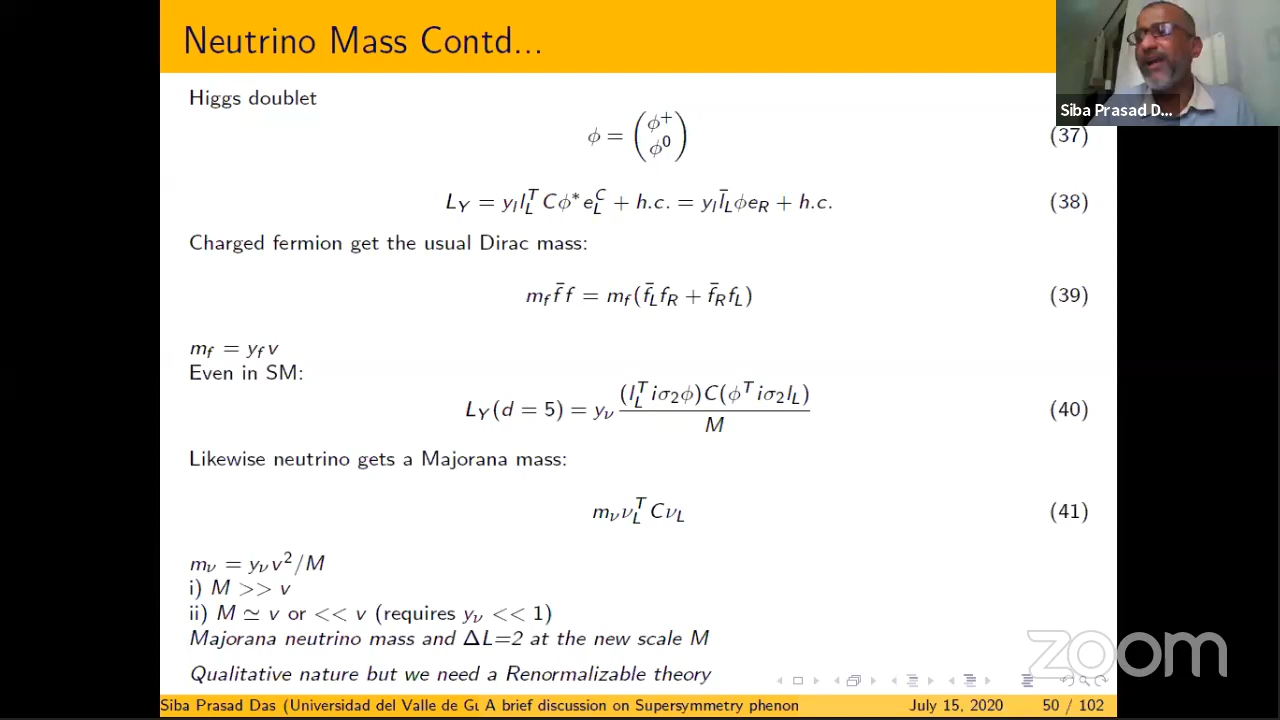 Neutrino Mass Contd...
Siba Prasad D...
Higgs doublet
ϕ = (ϕ⁺ ϕ⁰) (37)
L_Y = y_l l_L^T Cϕ* e_L^C + h.c. = y_l l̄_L ϕe_R + h.c. (38)
Charged fermion get the usual Dirac mass:
m_f f̄ f = m_f(f̄_L f_R + f̄_R f_L) (39)
m_f = y_f v
Even in SM:
L_Y(d = 5) = y_ν (l_L^T iσ₂ϕ)C(ϕ^T iσ₂l_L) / M (40)
Likewise neutrino gets a Majorana mass:
m_ν ν_L^T Cν_L (41)
m_ν = y_ν v²/M
i) M >> v
ii) M ≃ v or << v (requires y_ν << 1)
Majorana neutrino mass and ΔL=2 at the new scale M
Qualitative nature but we need a Renormalizable theory
zoom
Siba Prasad Das (Universidad del Valle de Gu A brief discussion on Supersymmetry phenon July 15, 2020 50 / 102